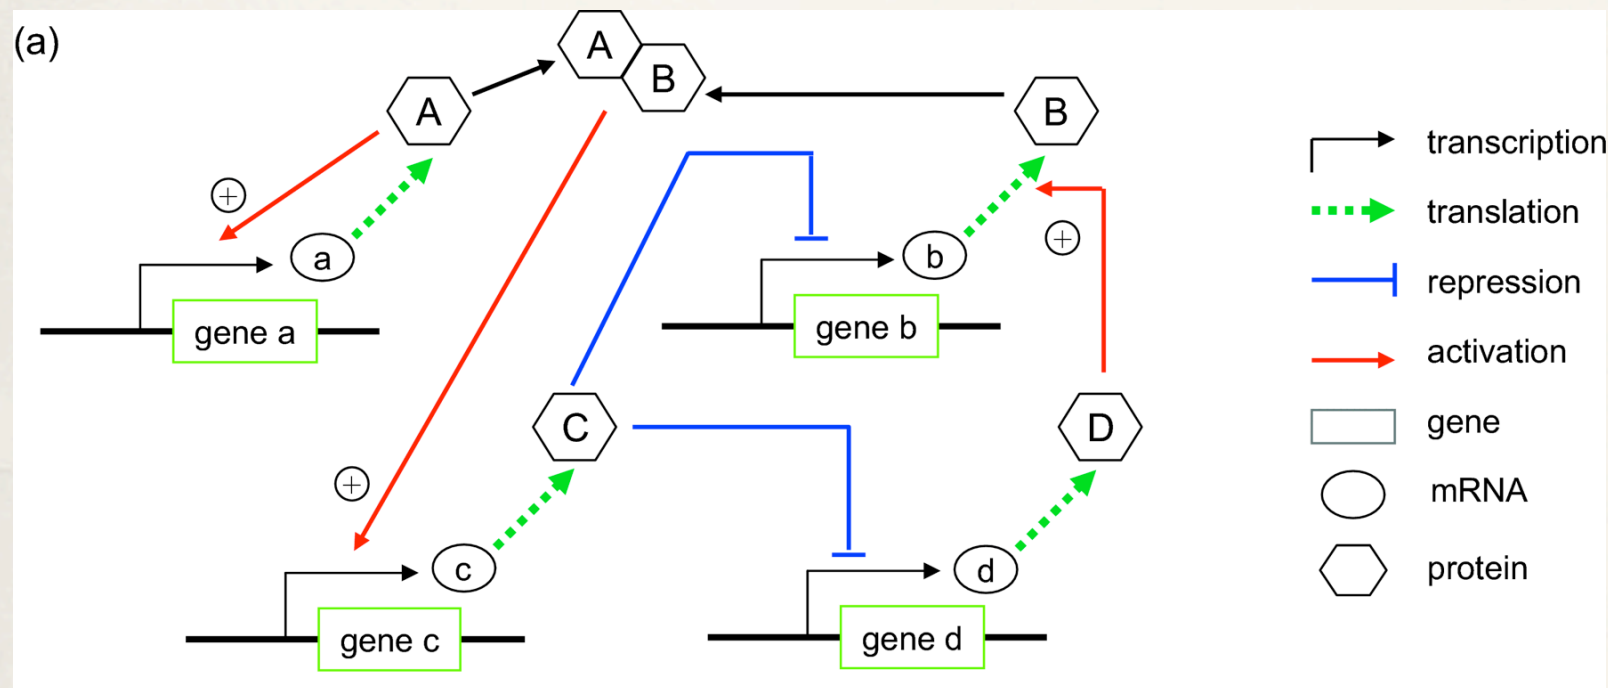 (a)
A
B
A
B
+
a
gene a
b
+
gene b
C
D
+
c
gene c
d
gene d
transcription
translation
repression
activation
gene
mRNA
protein